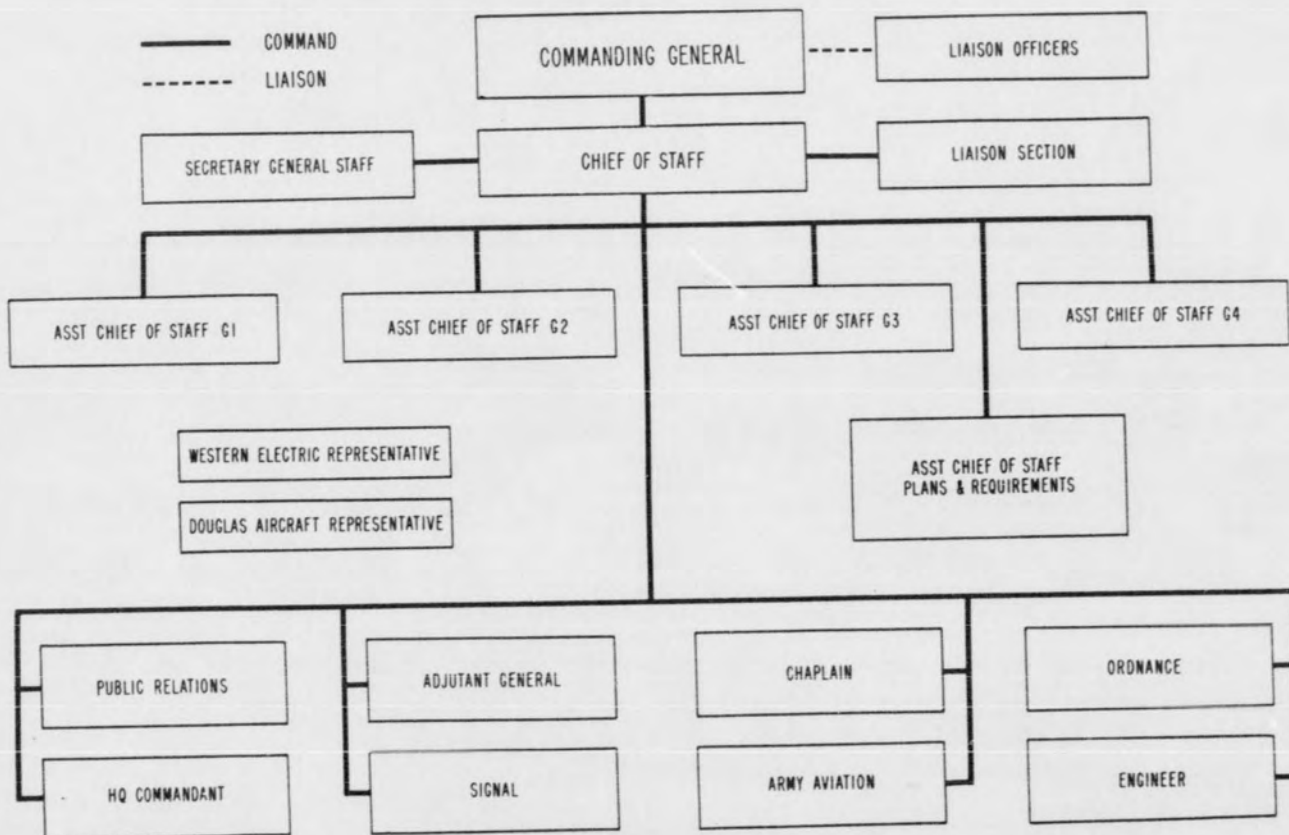 COMMAND
LIAISON
COMMANDING GENERAL
LIAISON OFFICERS
SECRETARY GENERAL STAFF
CHIEF OF STAFF
LIAISON SECTION
ASST CHIEF OF STAFF G1
ASST CHIEF OF STAFF G2
ASST CHIEF OF STAFF G3
ASST CHIEF OF STAFF G4
WESTERN ELECTRIC REPRESENTATIVE
DOUGLAS AIRCRAFT REPRESENTATIVE
ASST CHIEF OF STAFF
PLANS & REQUIREMENTS
PUBLIC RELATIONS
ADJUTANT GENERAL
CHAPLAIN
ORDNANCE
HQ COMMANDANT
SIGNAL
ARMY AVIATION
ENGINEER